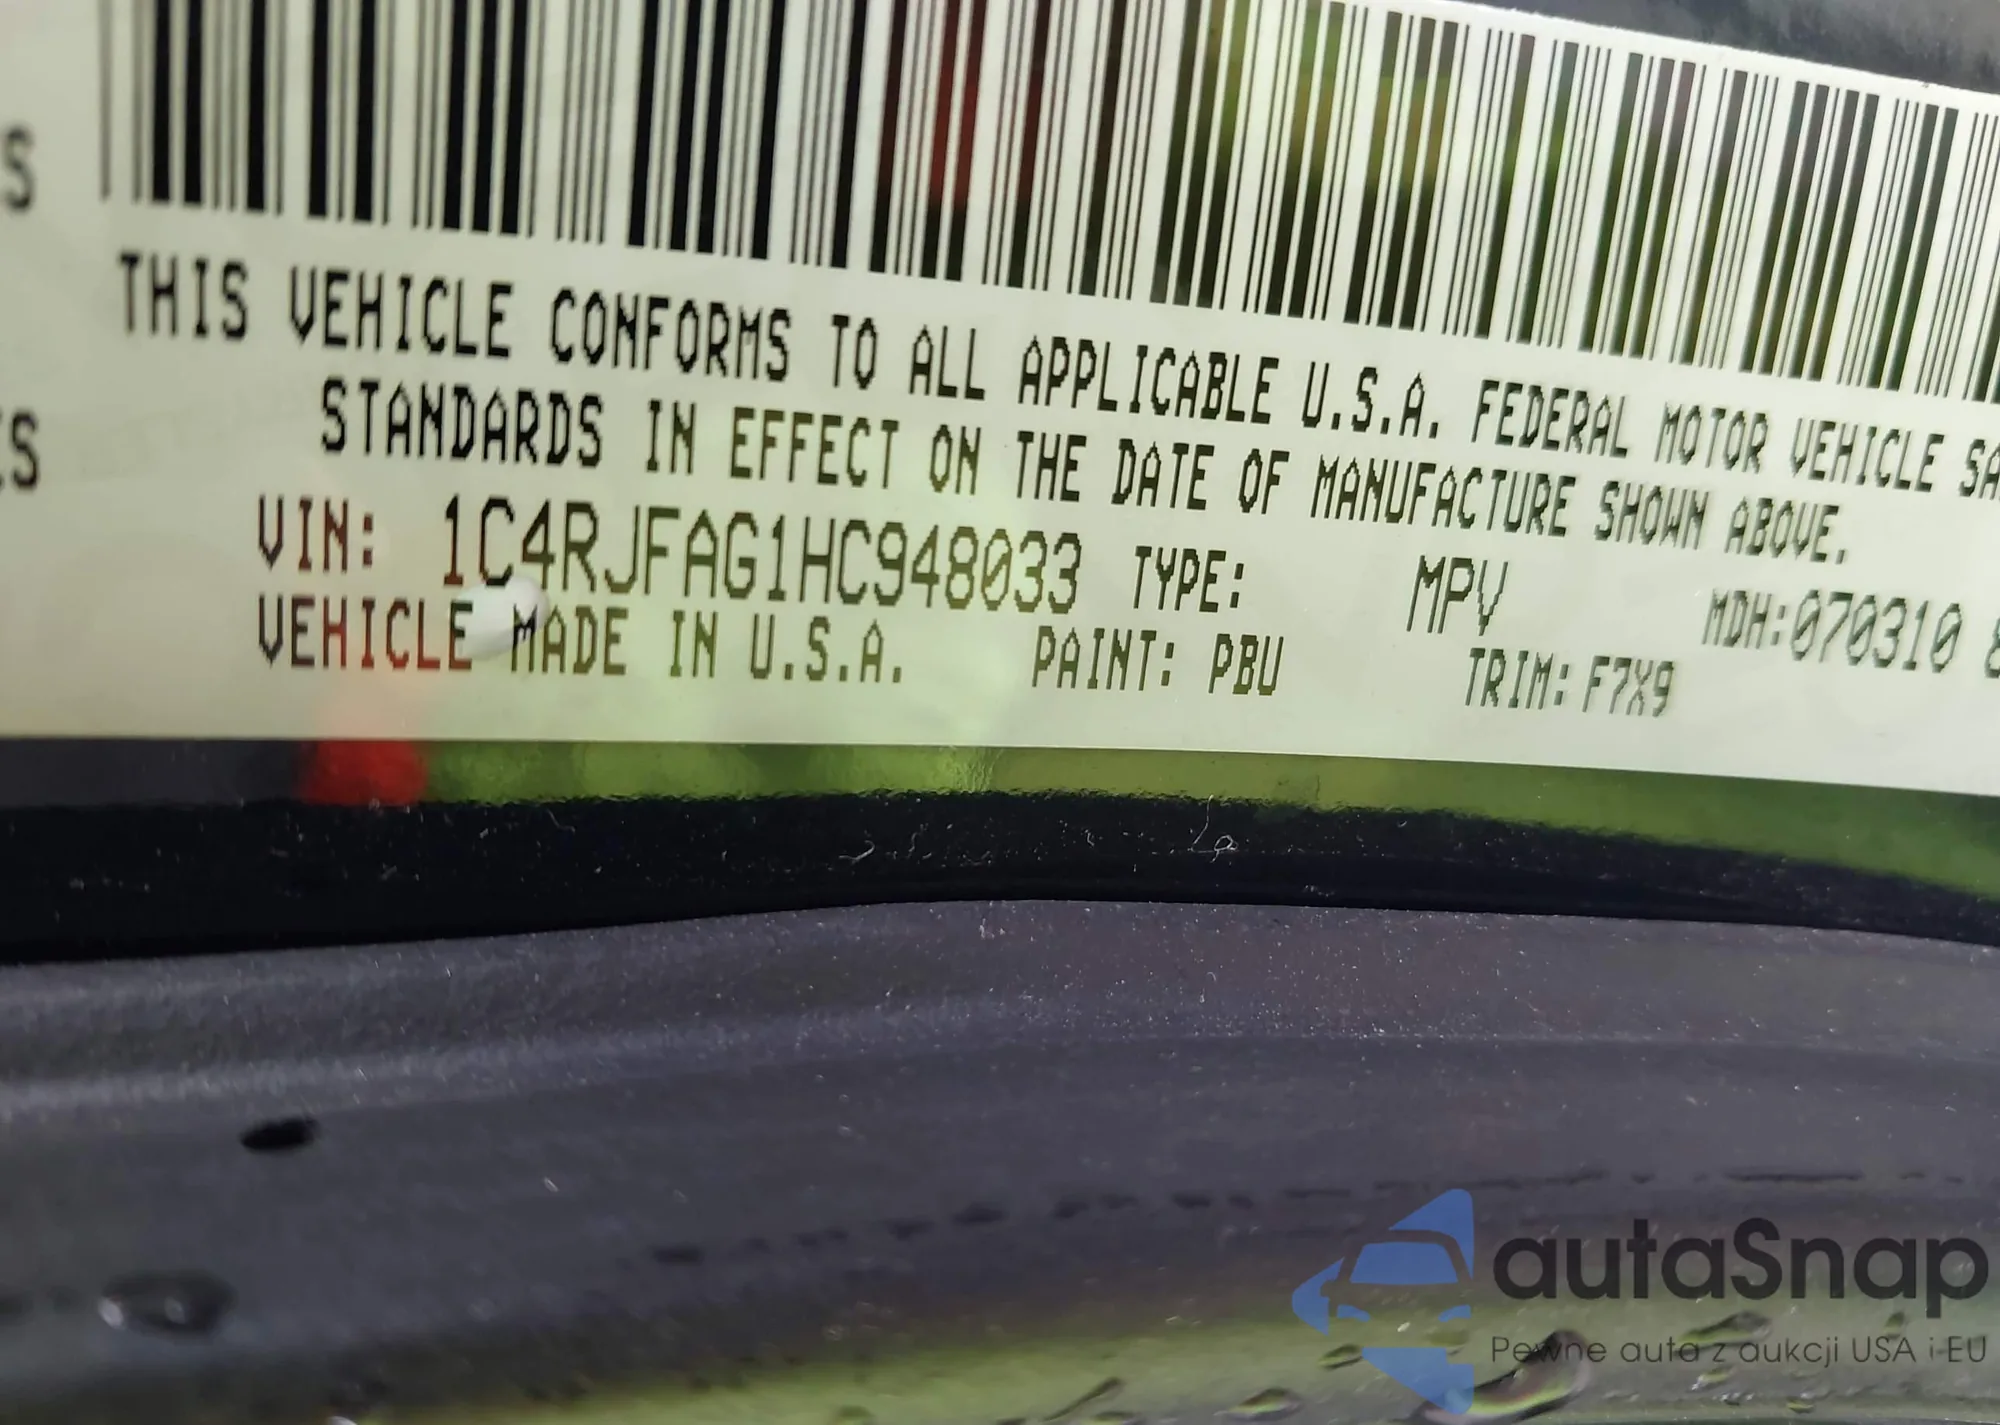 S
THIS VEHICLE CONFORMS TO ALL APPLICABLE U.S.A. FEDERAL MOTOR VEHICLE SA
STANDARDS IN EFFECT ON THE DATE OF MANUFACTURE SHOWN ABOVE.
S
VIN: 1C4RJFAG1HC948033 TYPE: MPV MDH:070310
VEHICLE MADE IN U.S.A. PAINT: PBU TRIM: F7X9
autaSnap
Pewne auta z aukcji USA i EU